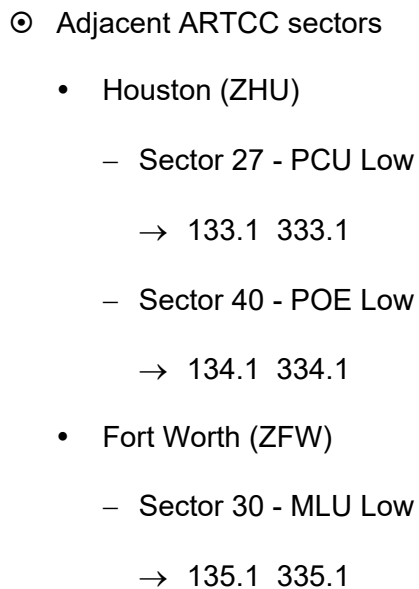 ⊙ Adjacent ARTCC sectors
• Houston (ZHU)
– Sector 27 - PCU Low
→ 133.1 333.1
– Sector 40 - POE Low
→ 134.1 334.1
• Fort Worth (ZFW)
– Sector 30 - MLU Low
→ 135.1 335.1